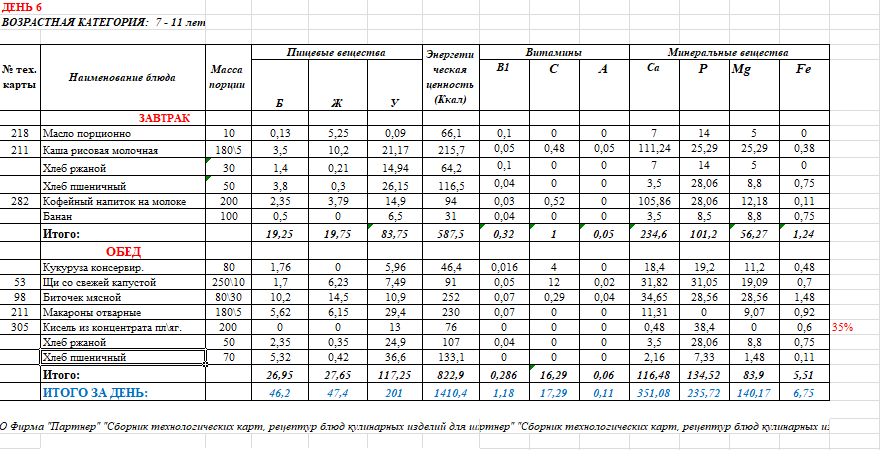 ДЕНЬ 6
ВОЗРАСТНАЯ КАТЕГОРИЯ: 7 - 11 лет
№ тех. карты Наименование блюда Масса порции Пищевые вещества Энергети ческая ценность (Ккал) Витамины Минеральные вещества
Б Ж У B1 C A Ca P Mg Fe
ЗАВТРАК
218 Масло порционно 10 0,13 5,25 0,09 66,1 0,1 0 0 7 14 5 0
211 Каша рисовая молочная 180\5 3,5 10,2 21,17 215,7 0,05 0,48 0,05 111,24 25,29 25,29 0,38
Хлеб ржаной 30 1,4 0,21 14,94 64,2 0,1 0 0 7 14 5 0
Хлеб пшеничный 50 3,8 0,3 26,15 116,5 0,04 0 0 3,5 28,06 8,8 0,75
282 Кофейный напиток на молоке 200 2,35 3,79 14,9 94 0,03 0,52 0 105,86 28,06 12,18 0,11
Банан 100 0,5 0 6,5 31 0,04 0 0 3,5 8,5 8,8 0,75
Итого: 19,25 19,75 83,75 587,5 0,32 1 0,05 234,6 101,2 56,27 1,24
ОБЕД
Кукуруза консервир. 80 1,76 0 5,96 46,4 0,016 4 0 18,4 19,2 11,2 0,48
53 Щи со свежей капустой 250\10 1,7 6,23 7,49 91 0,05 12 0,02 31,82 31,05 19,09 0,7
98 Биточек мясной 80\30 10,2 14,5 10,9 252 0,07 0,29 0,04 34,65 28,56 28,56 1,48
211 Макароны отварные 180\5 5,62 6,15 29,4 230 0,07 0 0 11,31 0 9,07 0,92
305 Кисель из концентрата пл\яг. 200 0 0 13 76 0 0 0 0,48 38,4 0 0,6 35%
Хлеб ржаной 50 2,35 0,35 24,9 107 0,04 0 0 3,5 28,06 8,8 0,75
Хлеб пшеничный 70 5,32 0,42 36,6 133,1 0 0 0 2,16 7,33 1,48 0,11
Итого: 26,95 27,65 117,25 822,9 0,286 16,29 0,06 116,48 134,52 83,9 5,51
ИТОГО ЗА ДЕНЬ: 46,2 47,4 201 1410,4 1,18 17,29 0,11 351,08 235,72 140,17 6,75
О Фирма "Партнер" "Сборник технологических карт, рецептур блюд кулинарных изделий для шртнер" "Сборник технологических карт, рецептур блюд кулинарных из